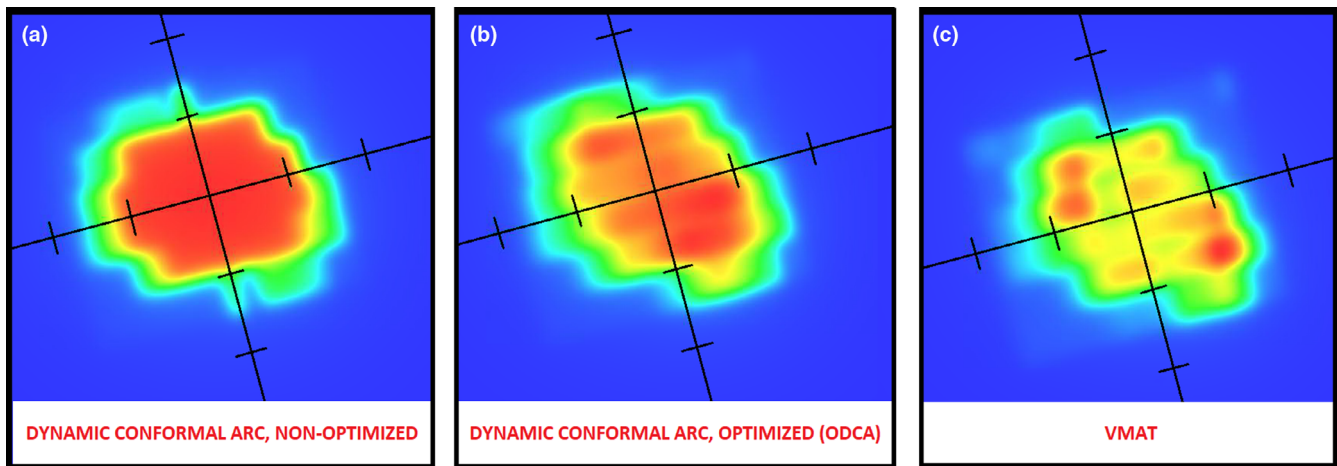 (a)
(b)
(c)
DYNAMIC CONFORMAL ARC, NON-OPTIMIZED
DYNAMIC CONFORMAL ARC, OPTIMIZED (ODCA)
VMAT